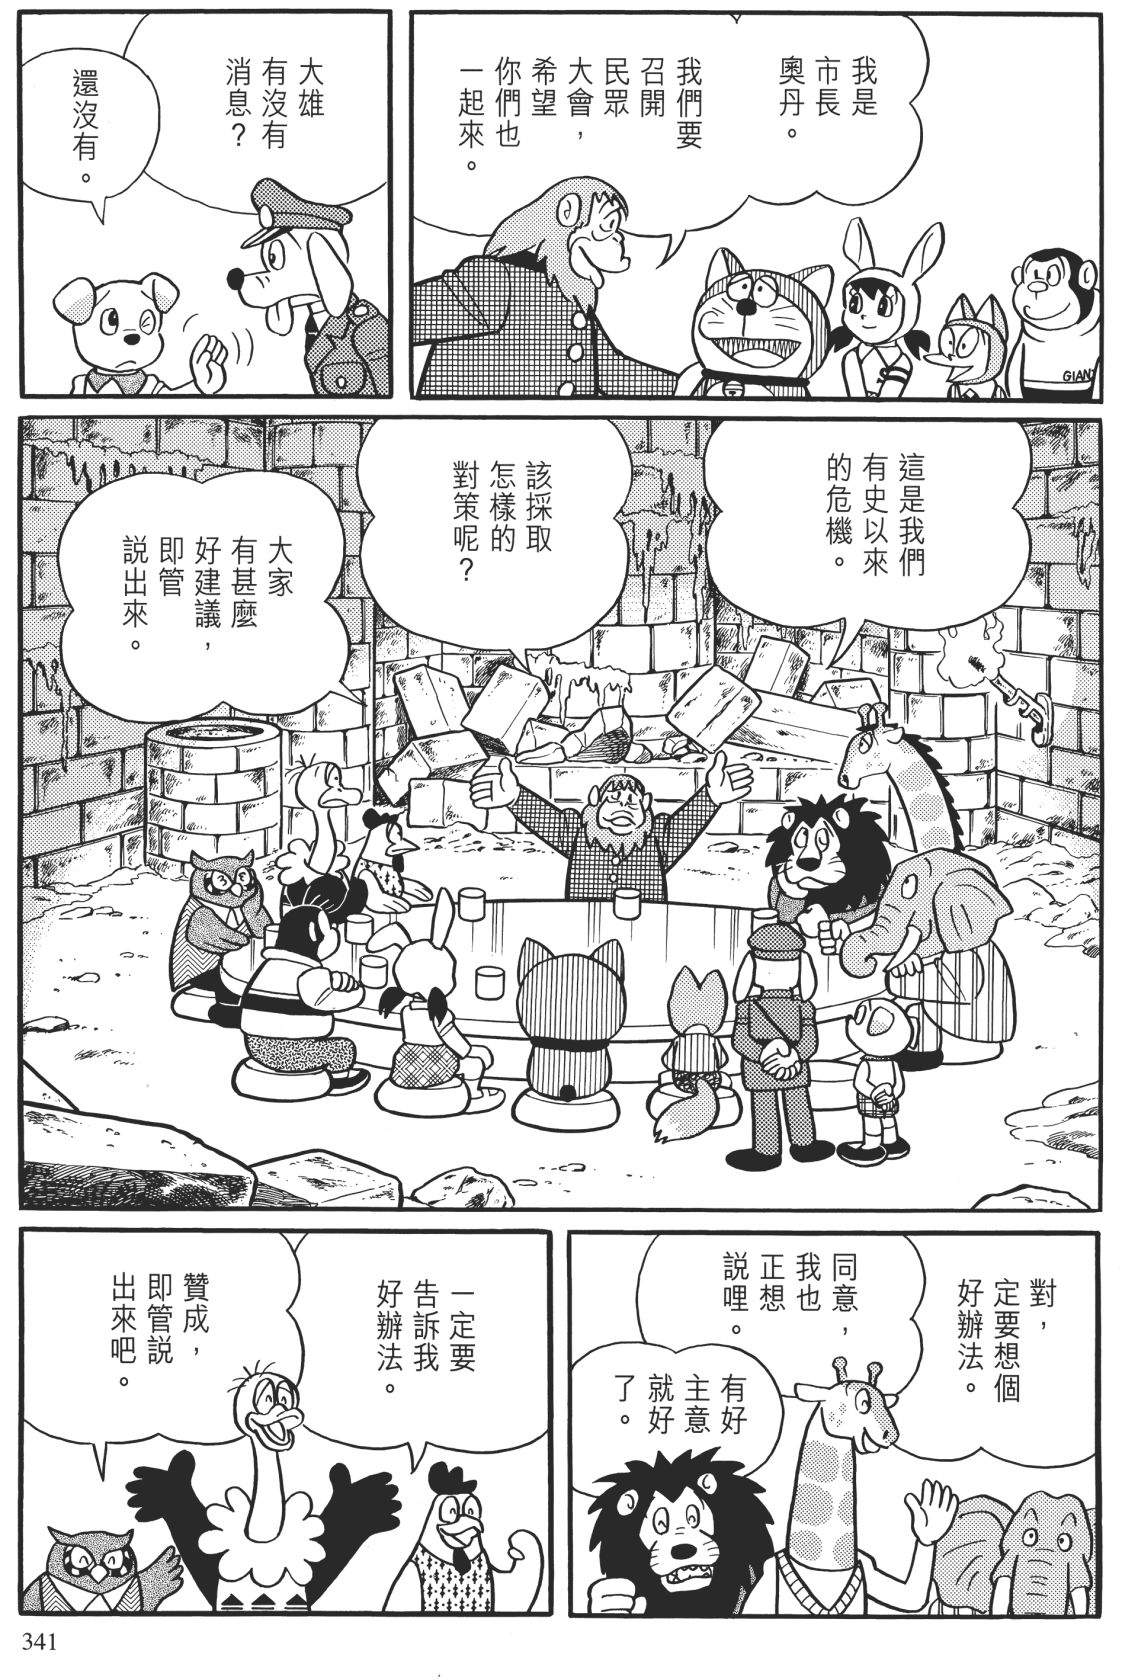 我是
市長
奧丹。
我們要
召開
民眾
大會，
希望
你們也
一起來。
GIAN
大雄
有沒有
消息？
還沒有。
這是我們
有史以來
的危機。
該採取
怎樣的
對策呢？
大家
有甚麼
好建議，
即管
説出來。
對，
定要想個
好辦法。
同意，
我也
正想
説哩。
有好
主意
就好
了。
一定要
告訴我
好辦法。
贊成，
即管説
出來吧。
341